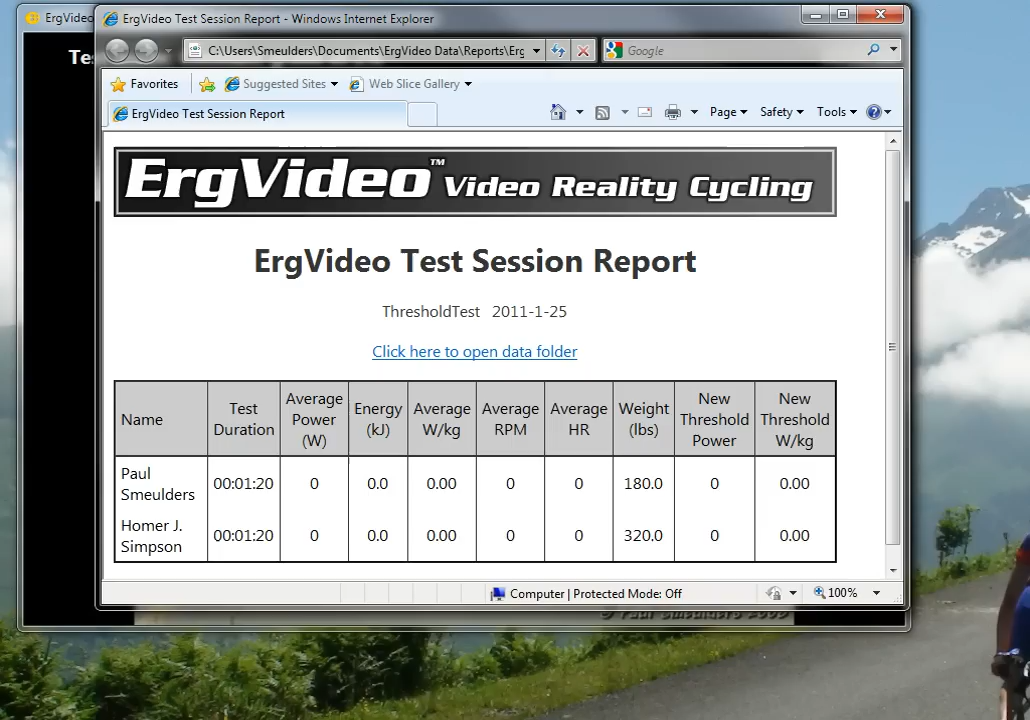 ErgVideo
Te
ErgVideo Test Session Report - Windows Internet Explorer
C:\Users\Smeulders\Documents\ErgVideo Data\Reports\Erg
Google
Favorites
Suggested Sites
Web Slice Gallery
ErgVideo Test Session Report
Page
Safety
Tools
ErgVideo™ Video Reality Cycling
ErgVideo Test Session Report
ThresholdTest 2011-1-25
Click here to open data folder
Name Test Duration Average Power (W) Energy (kJ) Average W/kg Average RPM Average HR Weight (lbs) New Threshold Power New Threshold W/kg
Paul Smeulders 00:01:20 0 0.0 0.00 0 0 180.0 0 0.00
Homer J. Simpson 00:01:20 0 0.0 0.00 0 0 320.0 0 0.00
Computer | Protected Mode: Off
100%
© Paul Smeulders